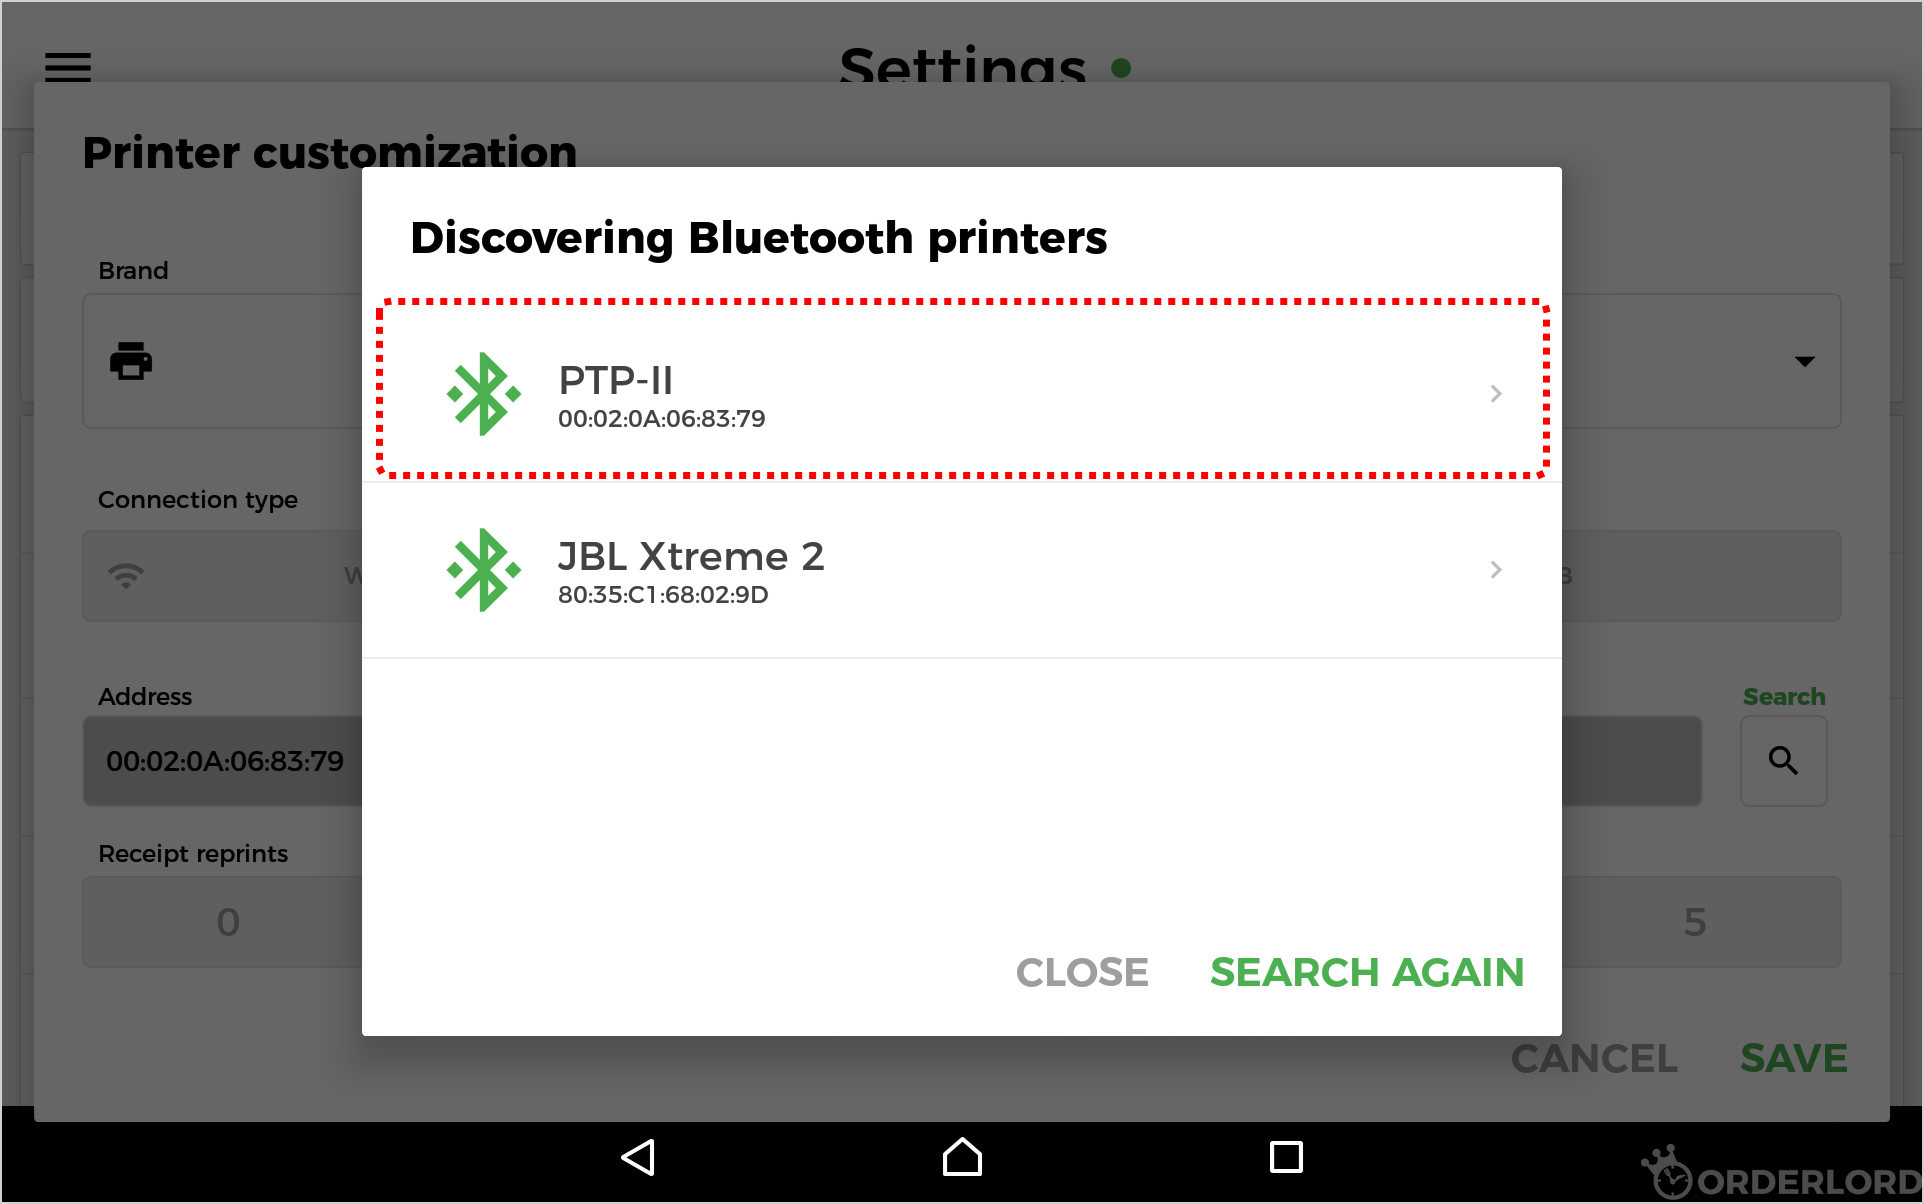 Settings
Printer customization
Discovering Bluetooth printers
Brand
PTP-II
00:02:0A:06:83:79
Connection type
JBL Xtreme 2
80:35:C1:68:02:9D
Address
Search
00:02:0A:06:83:79
Receipt reprints
0
5
CLOSE SEARCH AGAIN
CANCEL SAVE
ORDERLORD